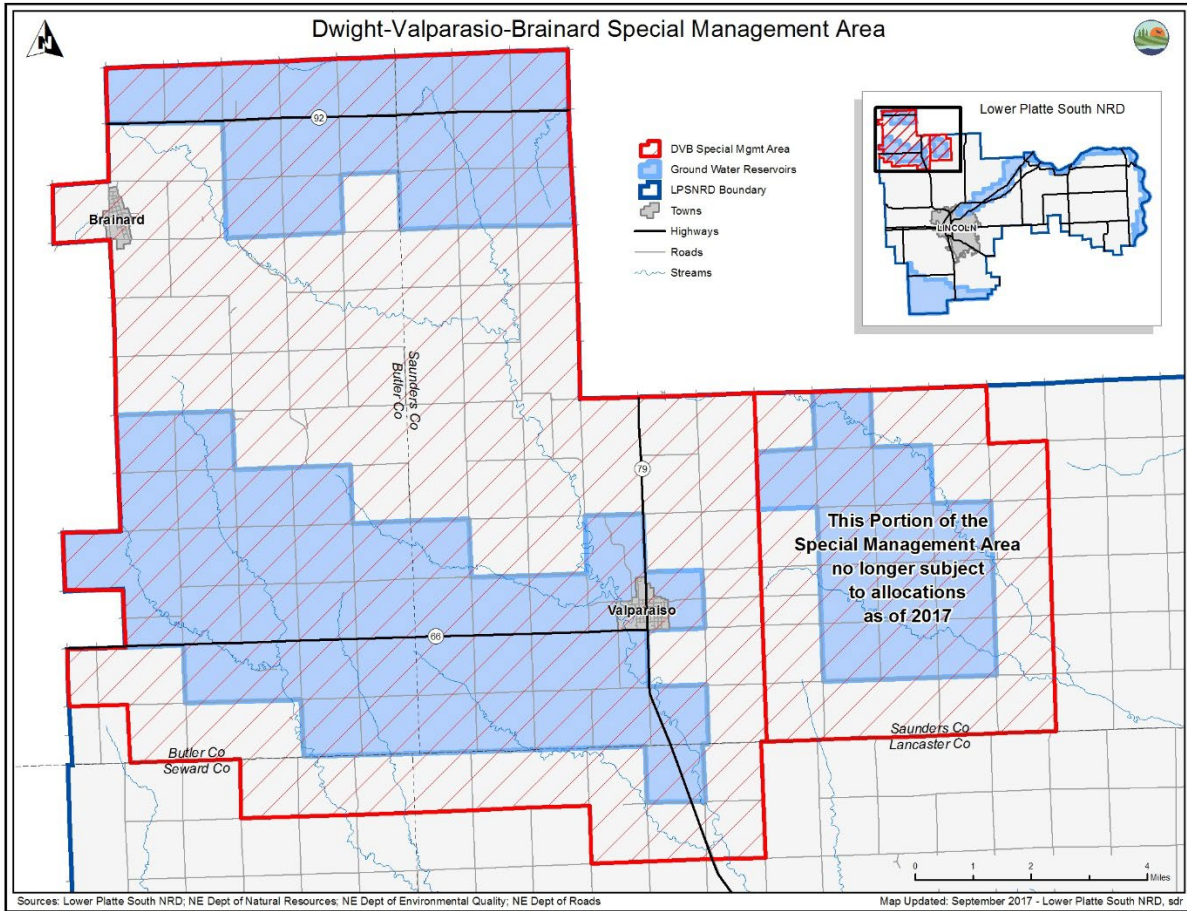 Dwight-Valparasio-Brainard Special Management Area
N
Lower Platte South NRD
LINCOLN
DVB Special Mgmt Area
Ground Water Reservoirs
LPSNRD Boundary
Towns
Highways
Roads
Streams
92
Brainard
Saunders Co
Butler Co
79
This Portion of the
Special Management Area
no longer subject
to allocations
as of 2017
Valparaiso
66
Butler Co
Seward Co
Saunders Co
Lancaster Co
0 1 2 4
Miles
Sources: Lower Platte South NRD; NE Dept of Natural Resources; NE Dept of Environmental Quality; NE Dept of Roads
Map Updated: September 2017 - Lower Platte South NRD, sdr